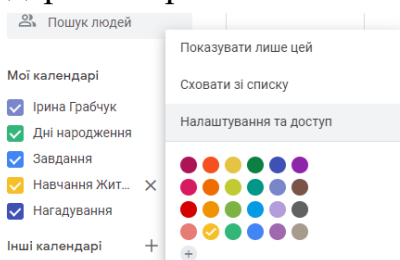 Пошук людей
Показувати лише цей
Мої календарі
Сховати зі списку
Ірина Грабчук
Налаштування та доступ
Дні народження
Завдання
Навчання Жит...
Нагадування
Інші календарі